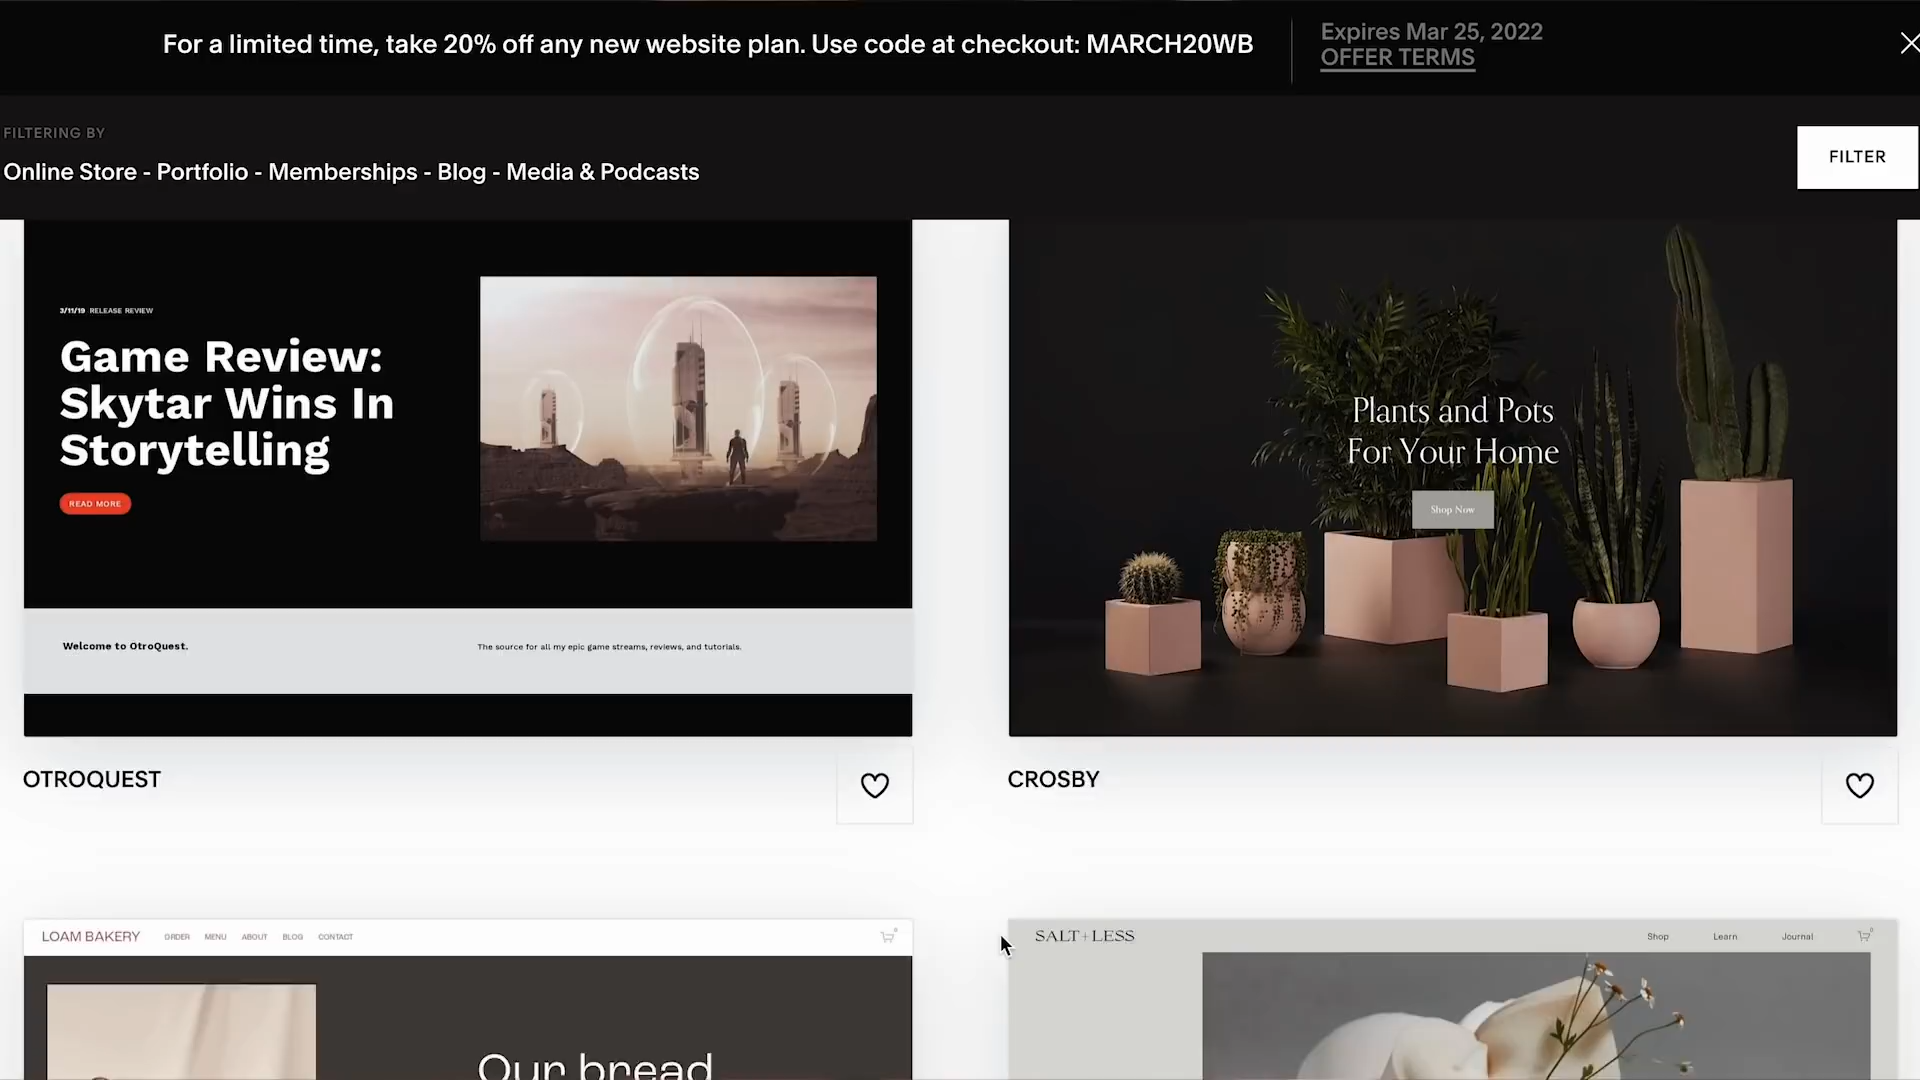 For a limited time, take 20% off any new website plan. Use code at checkout: MARCH20WB
Expires Mar 25, 2022
OFFER TERMS
FILTERING BY
Online Store - Portfolio - Memberships - Blog - Media & Podcasts
FILTER
3/11/19 RELEASE REVIEW
Game Review:
Skytar Wins In
Storytelling
READ MORE
Welcome to OtroQuest.
The source for all my epic game streams, reviews, and tutorials.
Plants and Pots
For Your Home
Shop Now
OTROQUEST
CROSBY
LOAM BAKERY ORDER MENU ABOUT BLOG CONTACT
Our bread
SALT+LESS Shop Learn Journal